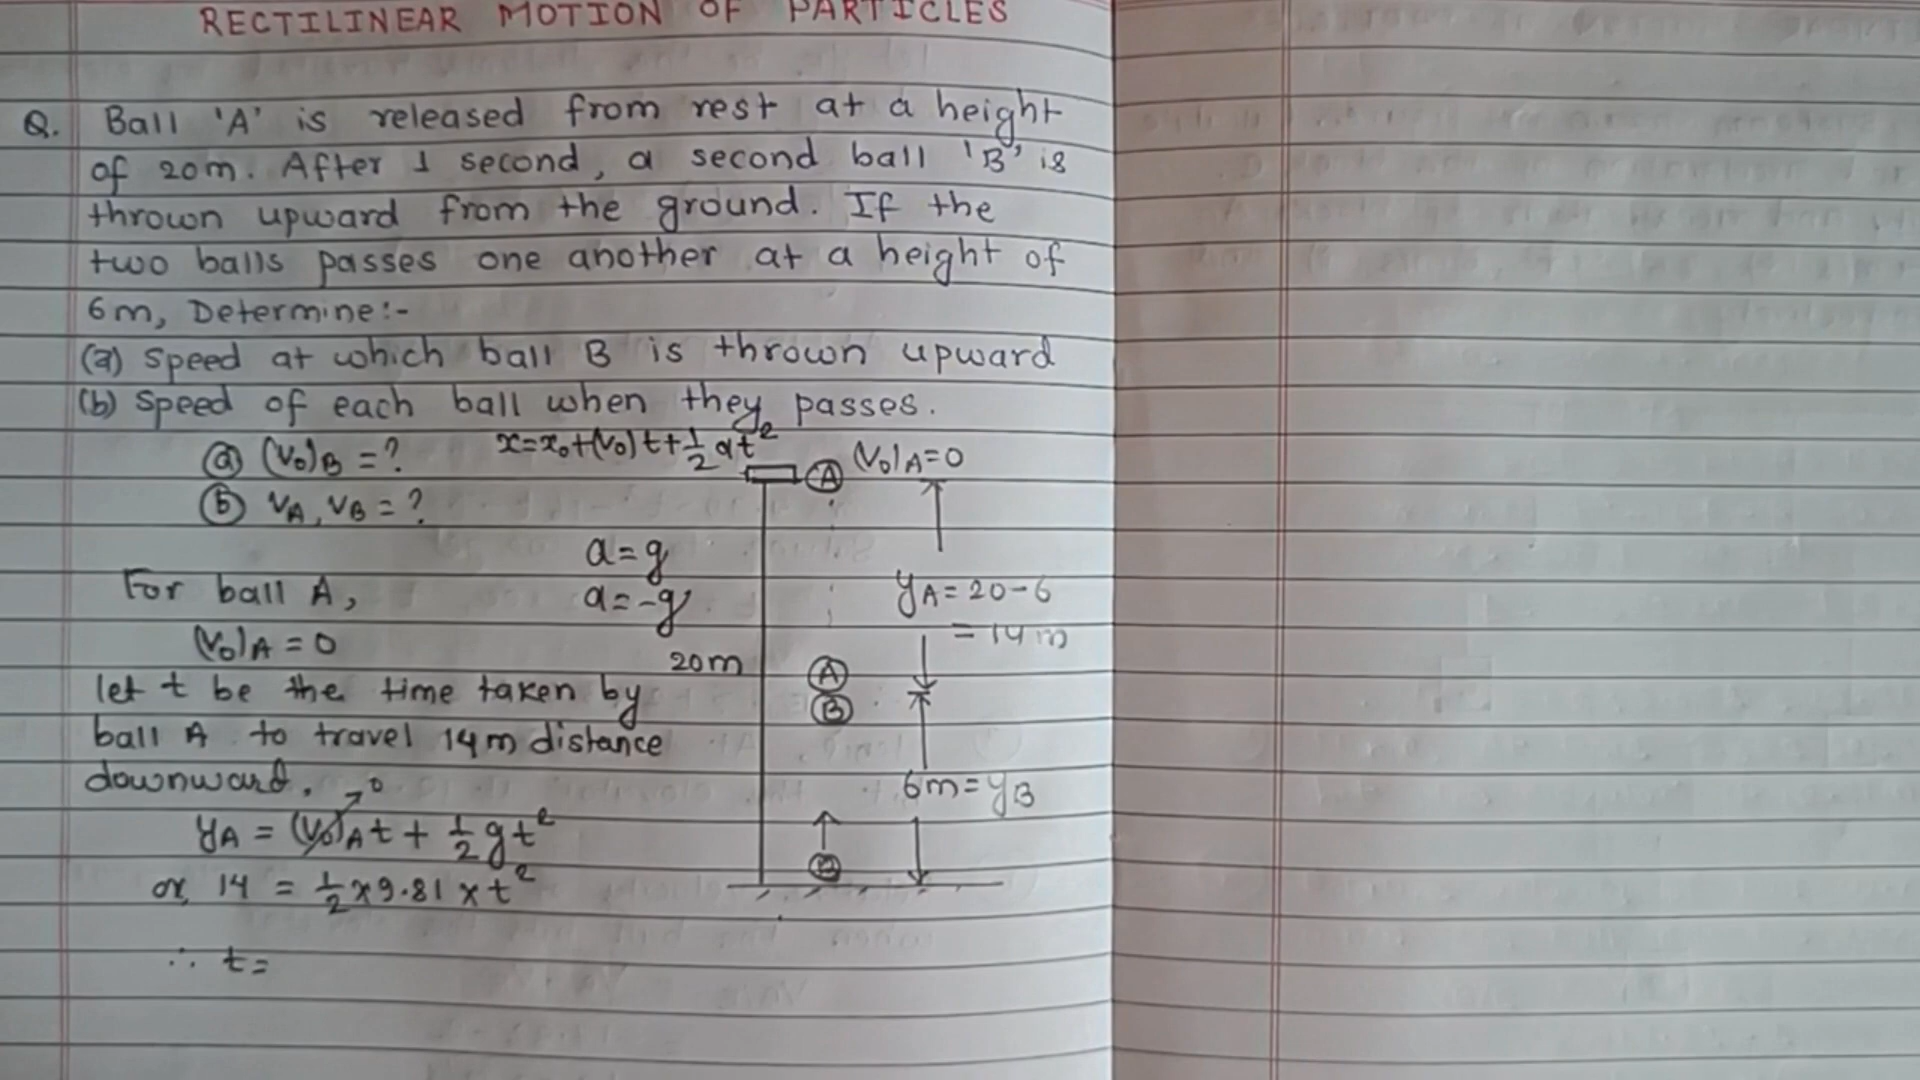 RECTILINEAR MOTION OF PARTICLES
Q. Ball 'A' is released from rest at a height
of 20m. After 1 second, a second ball 'B' is
thrown upward from the ground. If the
two balls passes one another at a height of
6m, Determine:-
(a) Speed at which ball B is thrown upward
(b) Speed of each ball when they passes.
(a) (V₀)B = ? x=x₀+(V₀)t+½at²
A (V₀)A=0
(b) VA, VB = ?
a=g
For ball A, a=-g
yA=20-6
(V₀)A = 0
=14m
20m
let t be the time taken by
A
B
ball A to travel 14m distance
downward.
0
6m=yB
yA = (V₀)At + ½gt²
B
or, 14 = ½x9.81xt²
∴ t=